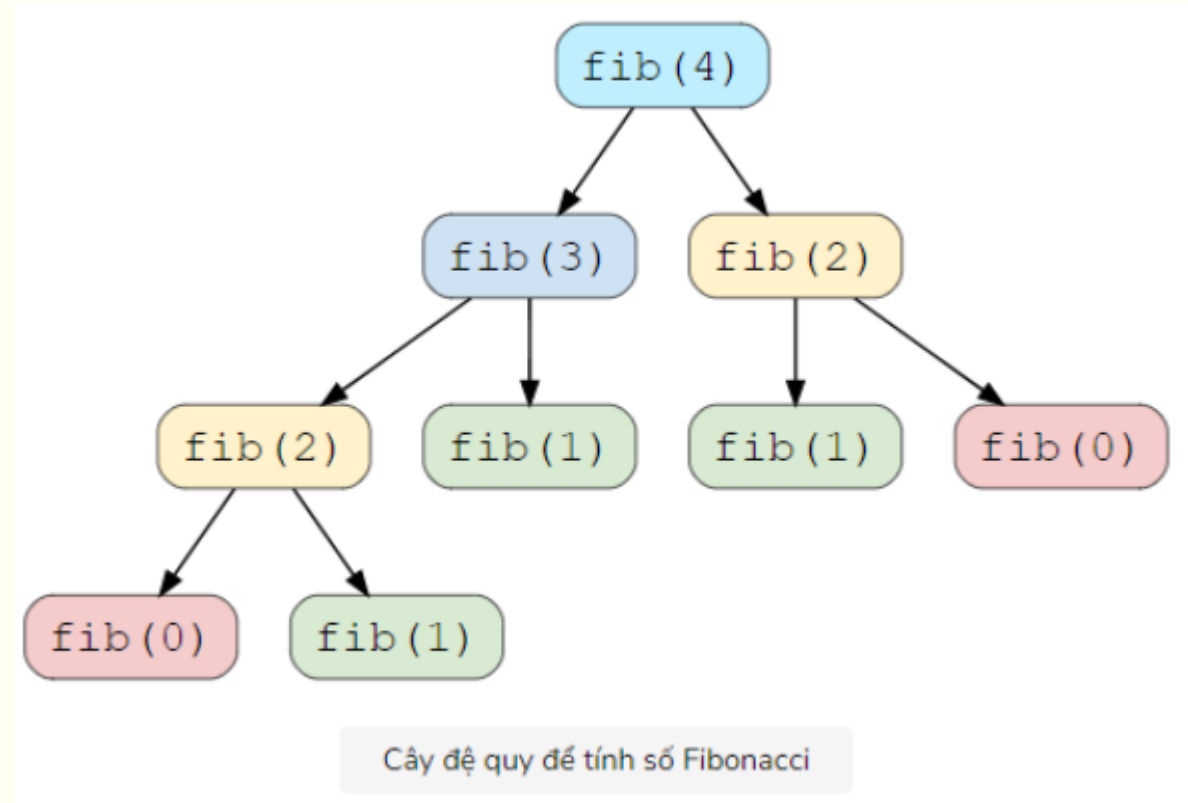 fib(4)
fib(3)
fib(2)
fib(2)
fib(1)
fib(1)
fib(0)
fib(0)
fib(1)
Cây đệ quy để tính số Fibonacci